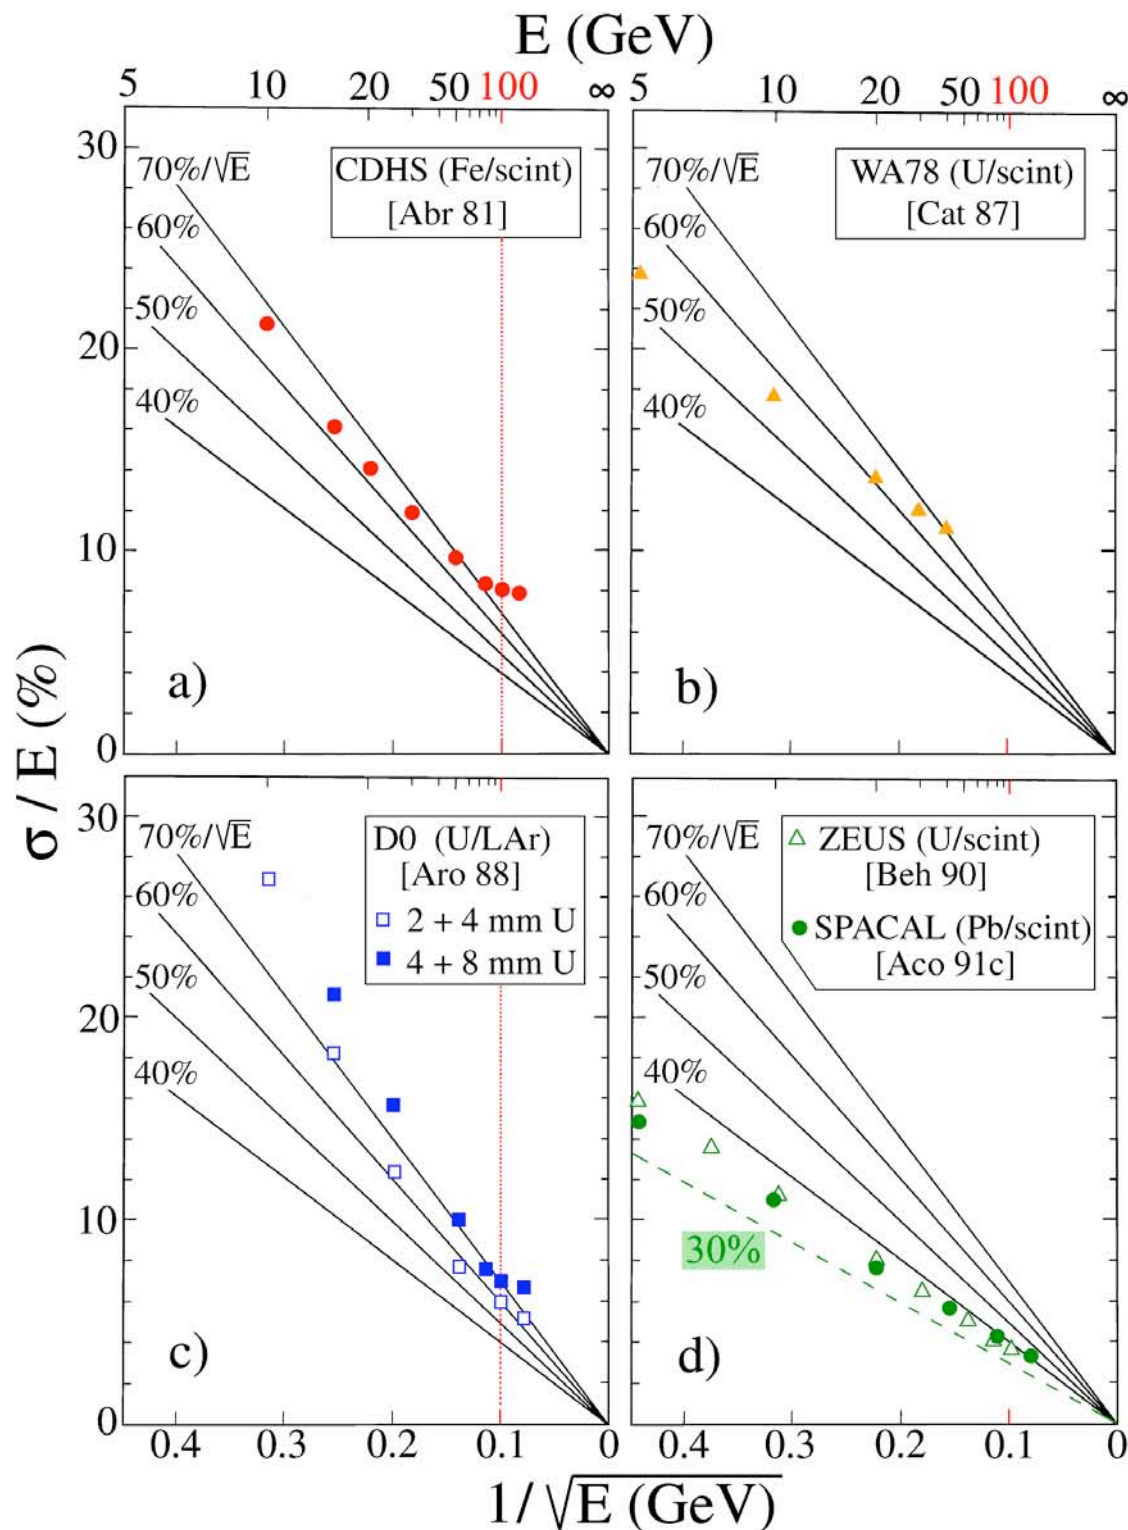 E (GeV)
5 10 20 50 100 ∞ 5 10 20 50 100 ∞
30
70%/√E
CDHS (Fe/scint)
[Abr 81]
60%
50%
40%
20
10
0
a)
70%/√E
WA78 (U/scint)
[Cat 87]
60%
50%
40%
b)
σ / E (%)
30
70%/√E
D0 (U/LAr)
[Aro 88]
2 + 4 mm U
4 + 8 mm U
60%
50%
40%
20
10
0
c)
70%/√E
ZEUS (U/scint)
[Beh 90]
SPACAL (Pb/scint)
[Aco 91c]
60%
50%
40%
30%
d)
0.4 0.3 0.2 0.1 0 0.4 0.3 0.2 0.1 0
1/√E (GeV)